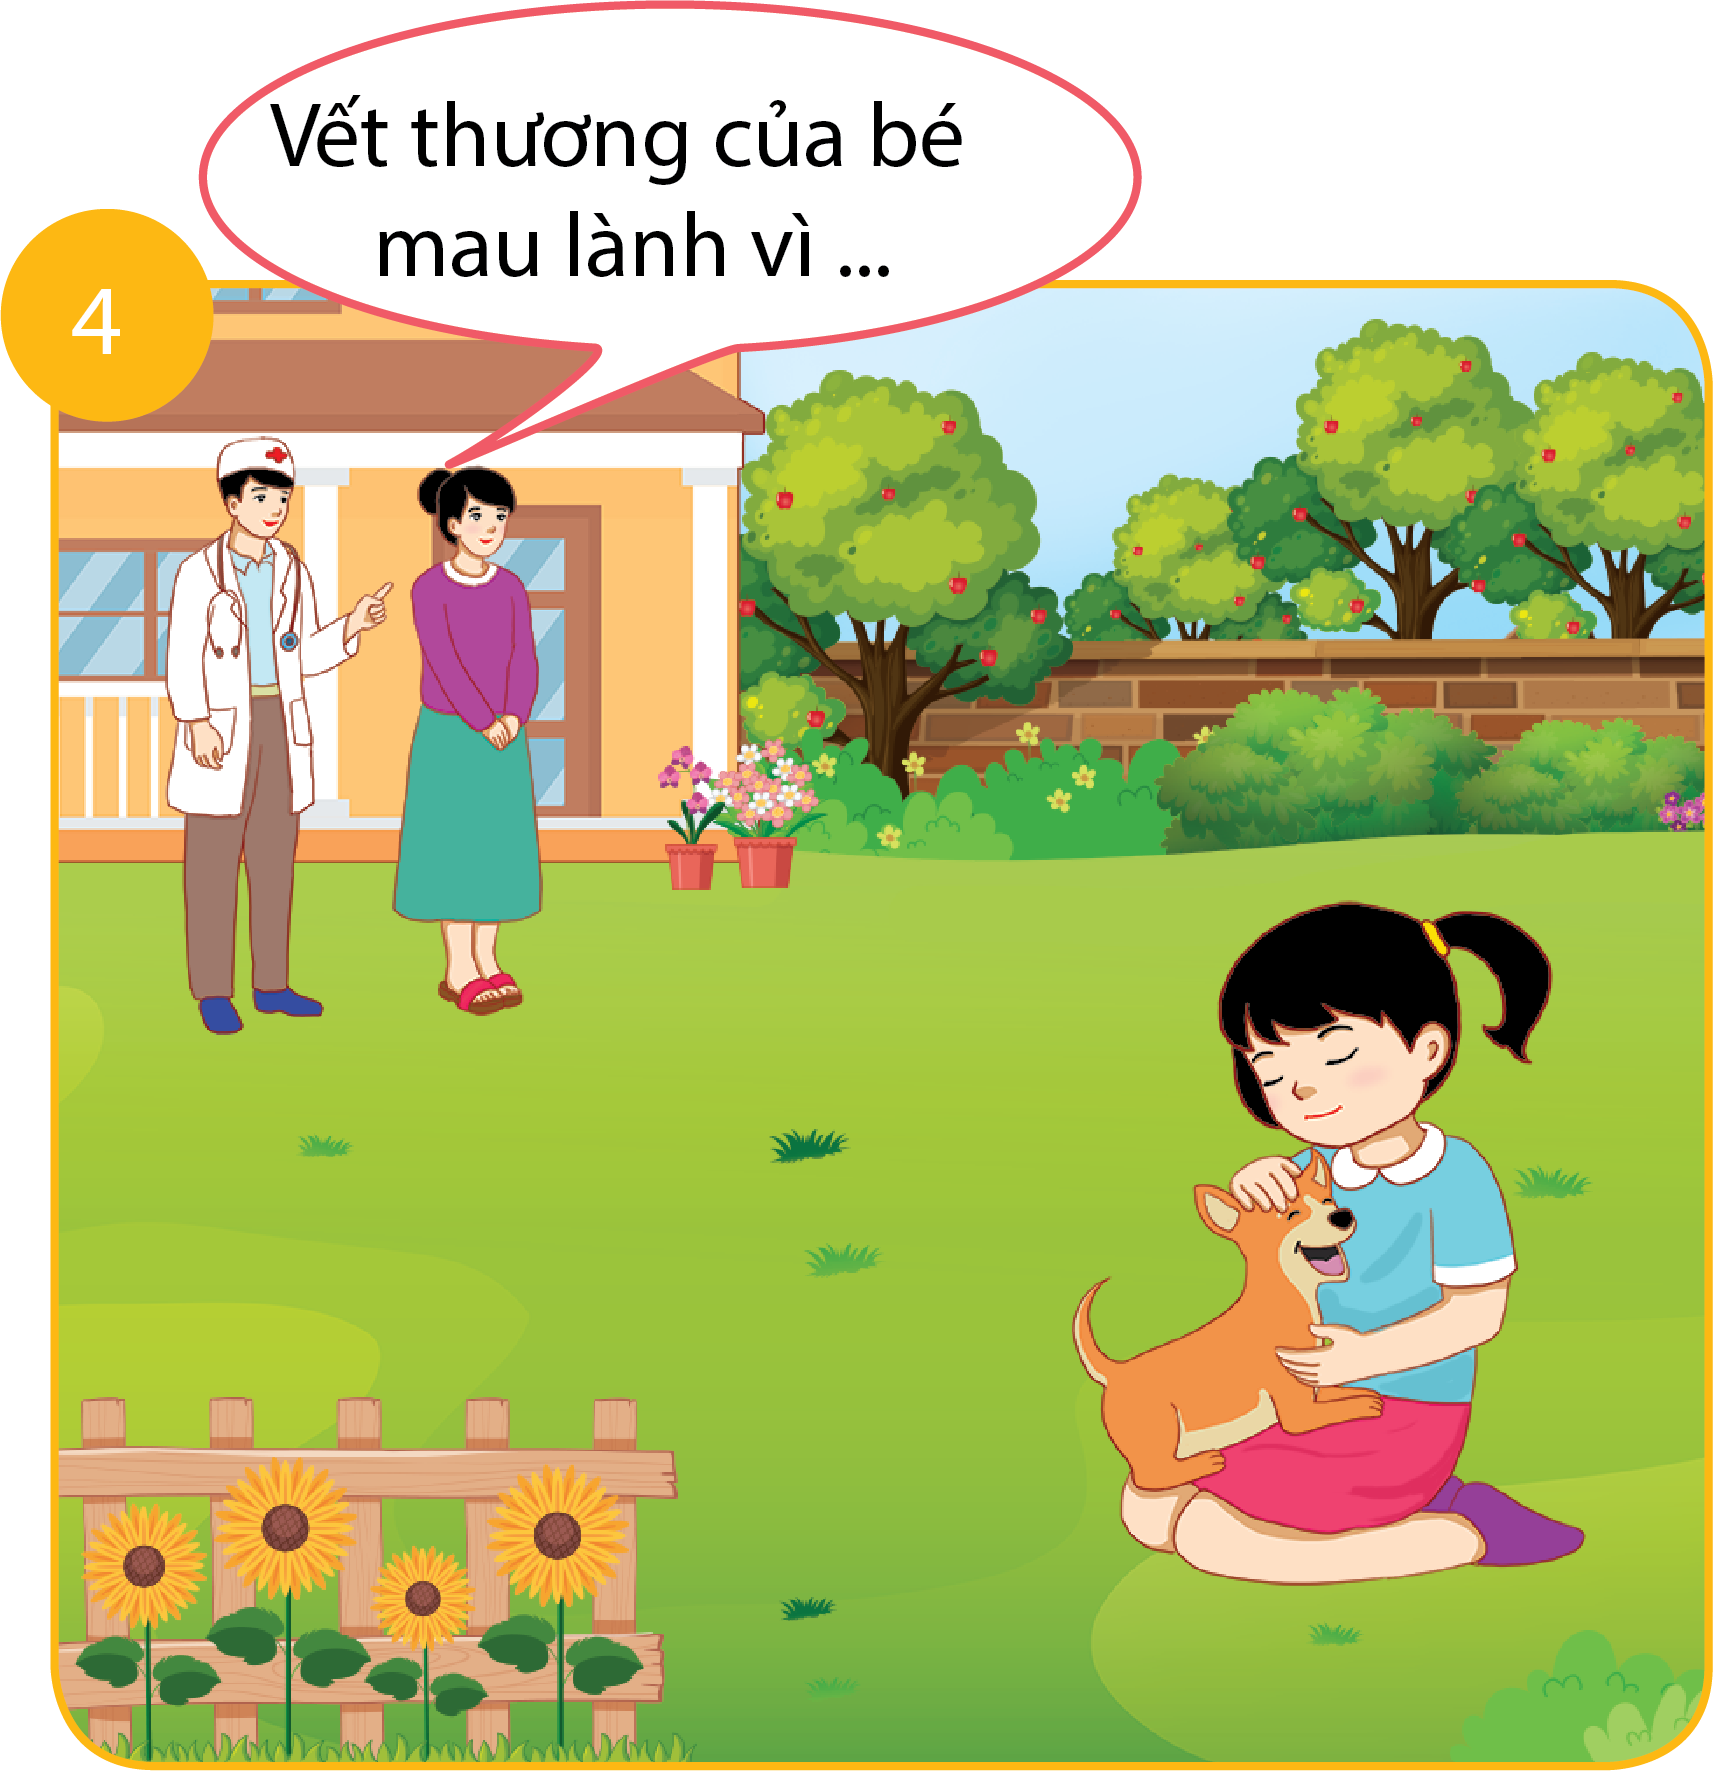 Vết thương của bé
mau lành vì ...
4